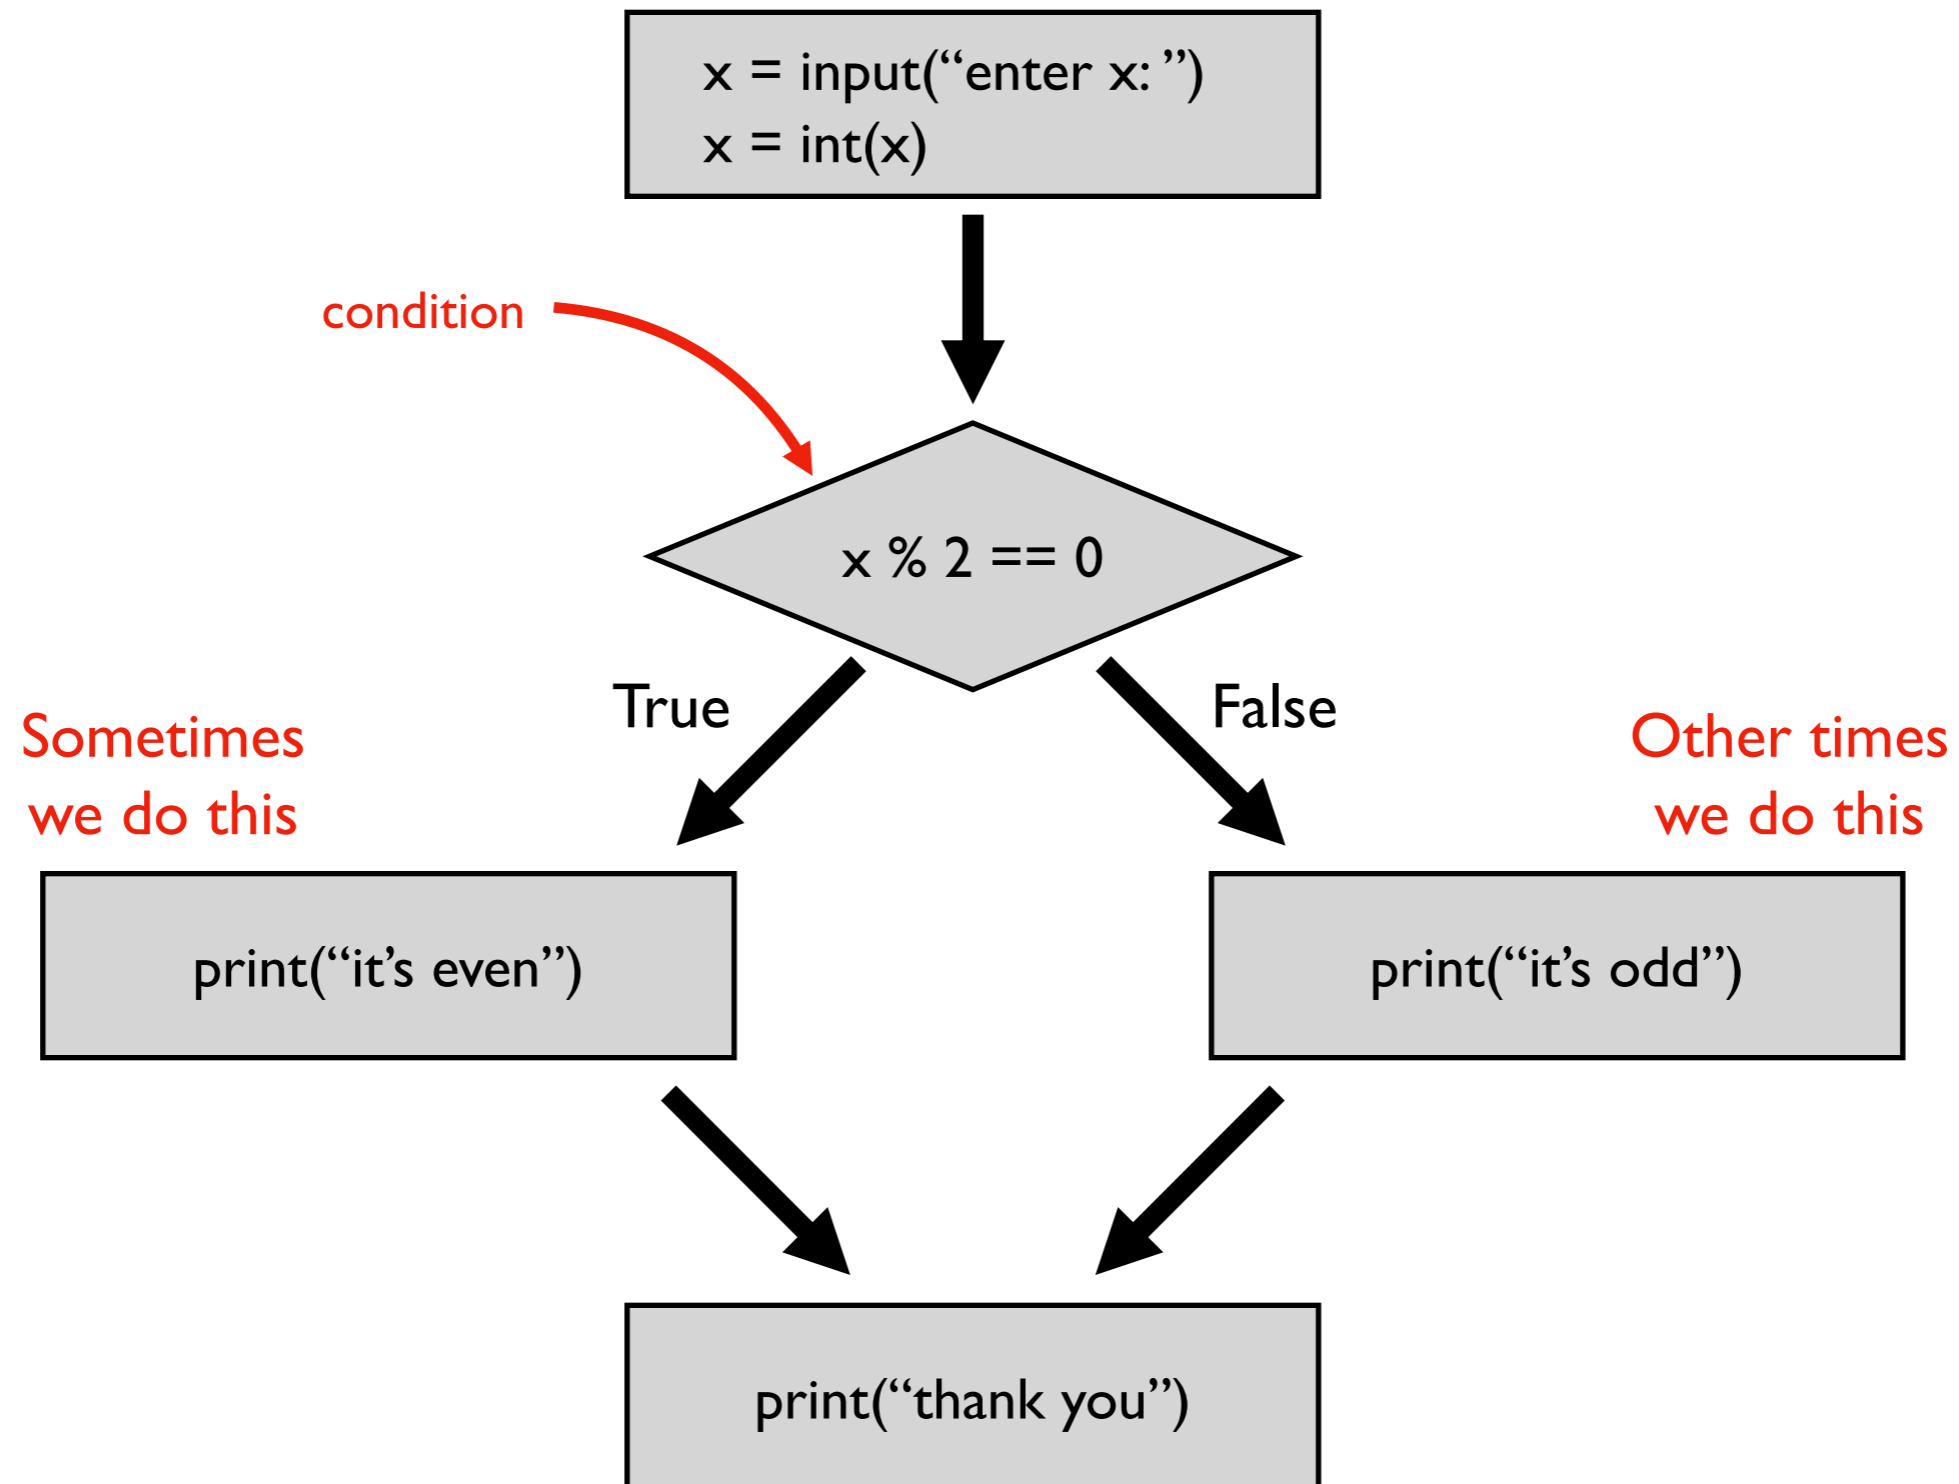 x = input(“enter x: ”)
x = int(x)
condition
x % 2 == 0
True
False
Sometimes
we do this
Other times
we do this
print(“it’s even”)
print(“it’s odd”)
print(“thank you”)